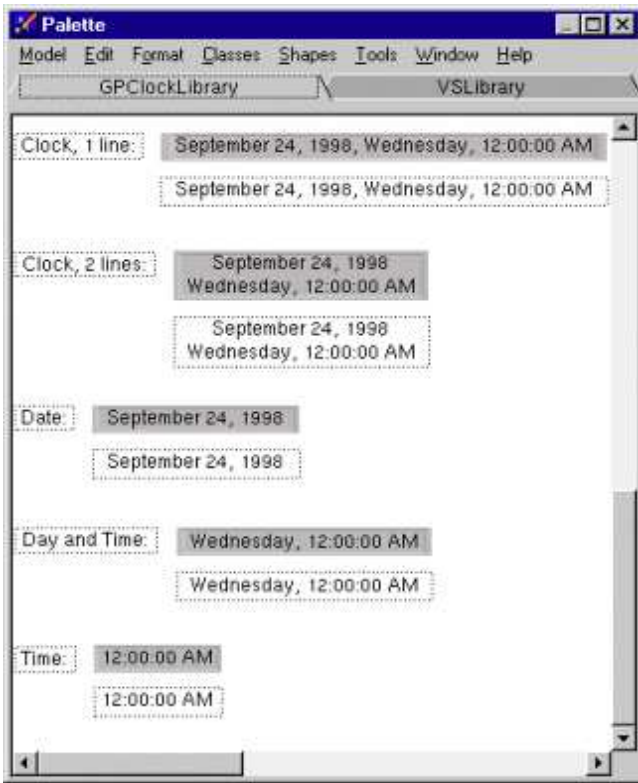 Palette
Model Edit Format Classes Shapes Tools Window Help
GPClockLibrary VSLibrary
Clock, 1 line: September 24, 1998, Wednesday, 12:00:00 AM
September 24, 1998, Wednesday, 12:00:00 AM
Clock, 2 lines: September 24, 1998
Wednesday, 12:00:00 AM
September 24, 1998
Wednesday, 12:00:00 AM
Date: September 24, 1998
September 24, 1998
Day and Time: Wednesday, 12:00:00 AM
Wednesday, 12:00:00 AM
Time: 12:00:00 AM
12:00:00 AM